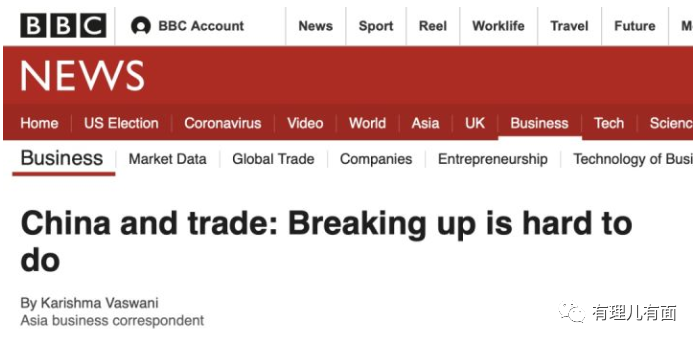 BBC BBC Account News Sport Reel Worklife Travel Future
NEWS
Home US Election Coronavirus Video World Asia UK Business Tech
Business Market Data Global Trade Companies Entrepreneurship Technology of
China and trade: Breaking up is hard to
do
By Karishma Vaswani
Asia business correspondent
有理儿有面